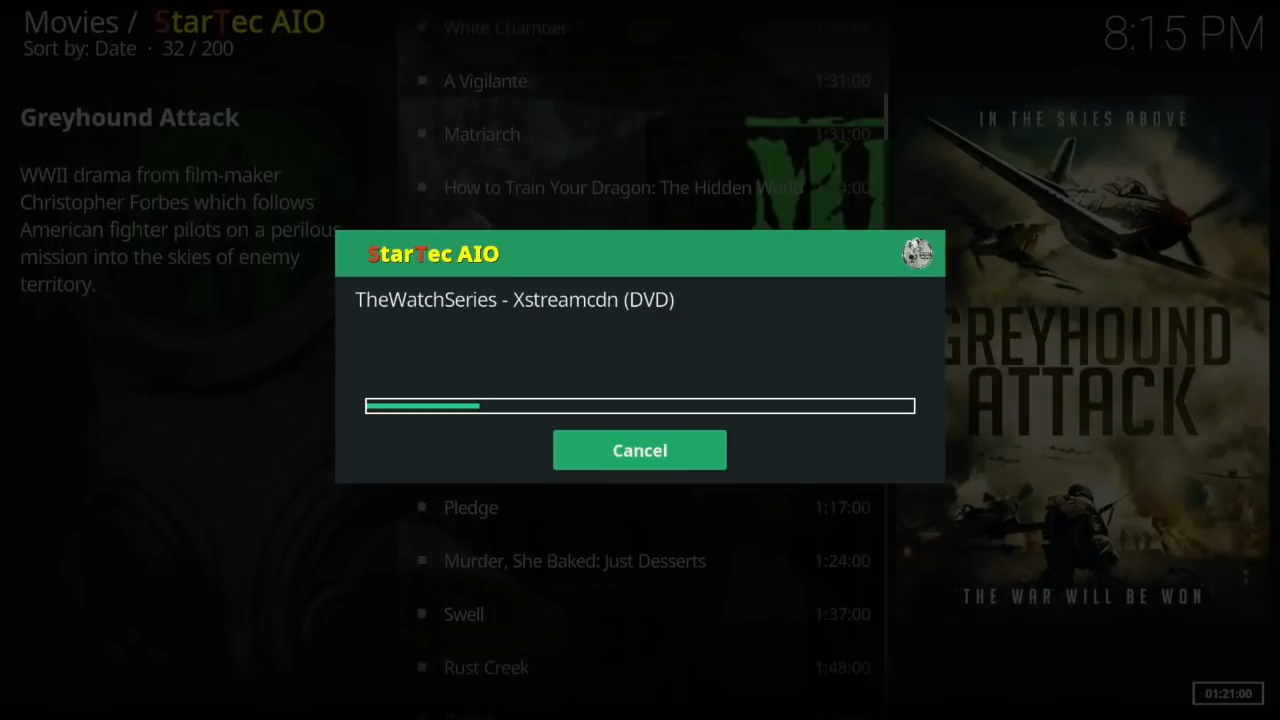 Movies / StarTec AIO
Sort by: Date · 32 / 200
8:15 PM
Greyhound Attack
WWII drama from film-maker
Christopher Forbes which follows
American fighter pilots on a perilous
mission into the skies of enemy
territory.
White Chamber
A Vigilante 1:31:00
Matriarch 1:31:00
How to Train Your Dragon: The Hidden World
StarTec AIO
TheWatchSeries - Xstreamcdn (DVD)
Cancel
Pledge 1:17:00
Murder, She Baked: Just Desserts 1:24:00
Swell 1:37:00
Rust Creek 1:48:00
IN THE SKIES ABOVE
GREYHOUND
ATTACK
THE WAR WILL BE WON
01:21:00